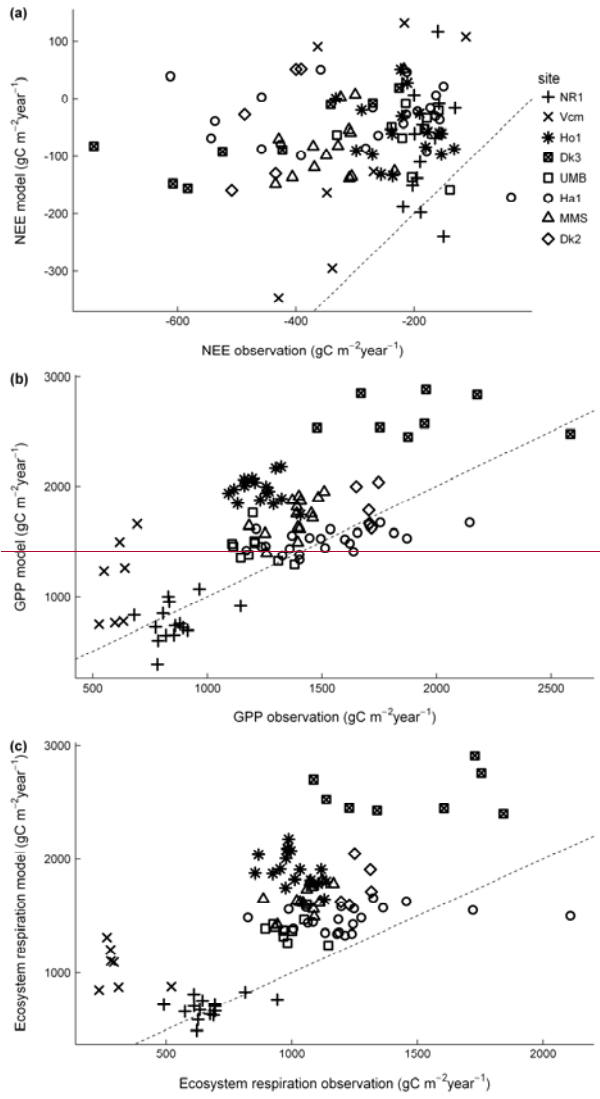 (a)
NEE model (gC m⁻²year⁻¹)
100
0
-100
-200
-300
-600
-400
-200
NEE observation (gC m⁻²year⁻¹)
site
NR1
Vcm
Ho1
Dk3
UMB
Ha1
MMS
Dk2
(b)
GPP model (gC m⁻²year⁻¹)
3000
2000
1000
500
1000
1500
2000
2500
GPP observation (gC m⁻²year⁻¹)
(c)
Ecosystem respiration model (gC m⁻²year⁻¹)
3000
2000
1000
500
1000
1500
2000
Ecosystem respiration observation (gC m⁻²year⁻¹)